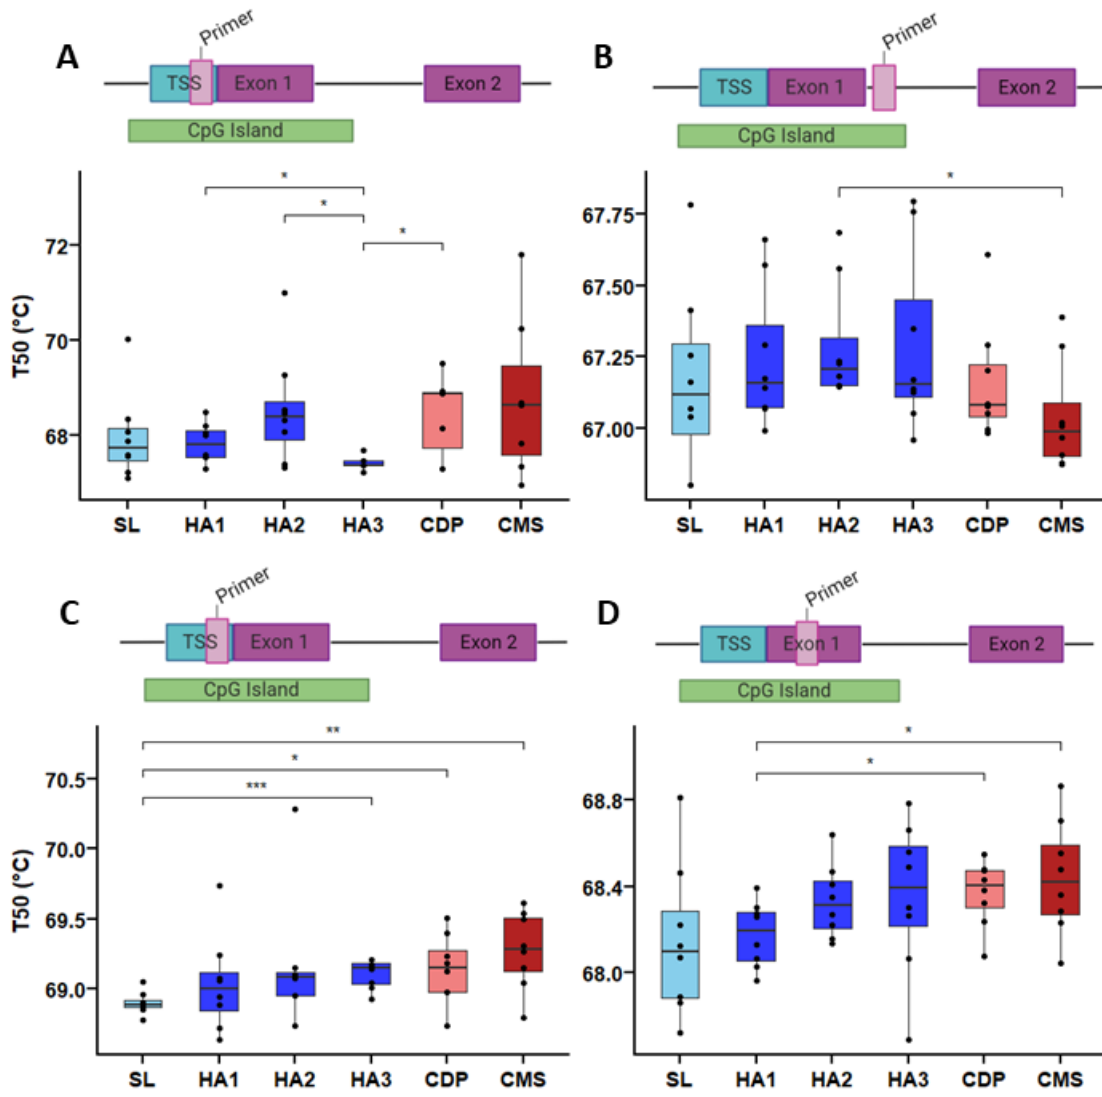 A
Primer
TSS
Exon 1
Exon 2
CpG Island
T50 (°C)
72
70
68
*
*
*
SL HA1 HA2 HA3 CDP CMS
B
Primer
TSS
Exon 1
Exon 2
CpG Island
67.75
67.50
67.25
67.00
*
SL HA1 HA2 HA3 CDP CMS
C
Primer
TSS
Exon 1
Exon 2
CpG Island
T50 (°C)
70.5
70.0
69.5
69.0
**
*
***
SL HA1 HA2 HA3 CDP CMS
D
Primer
TSS
Exon 1
Exon 2
CpG Island
68.8
68.4
68.0
*
*
SL HA1 HA2 HA3 CDP CMS